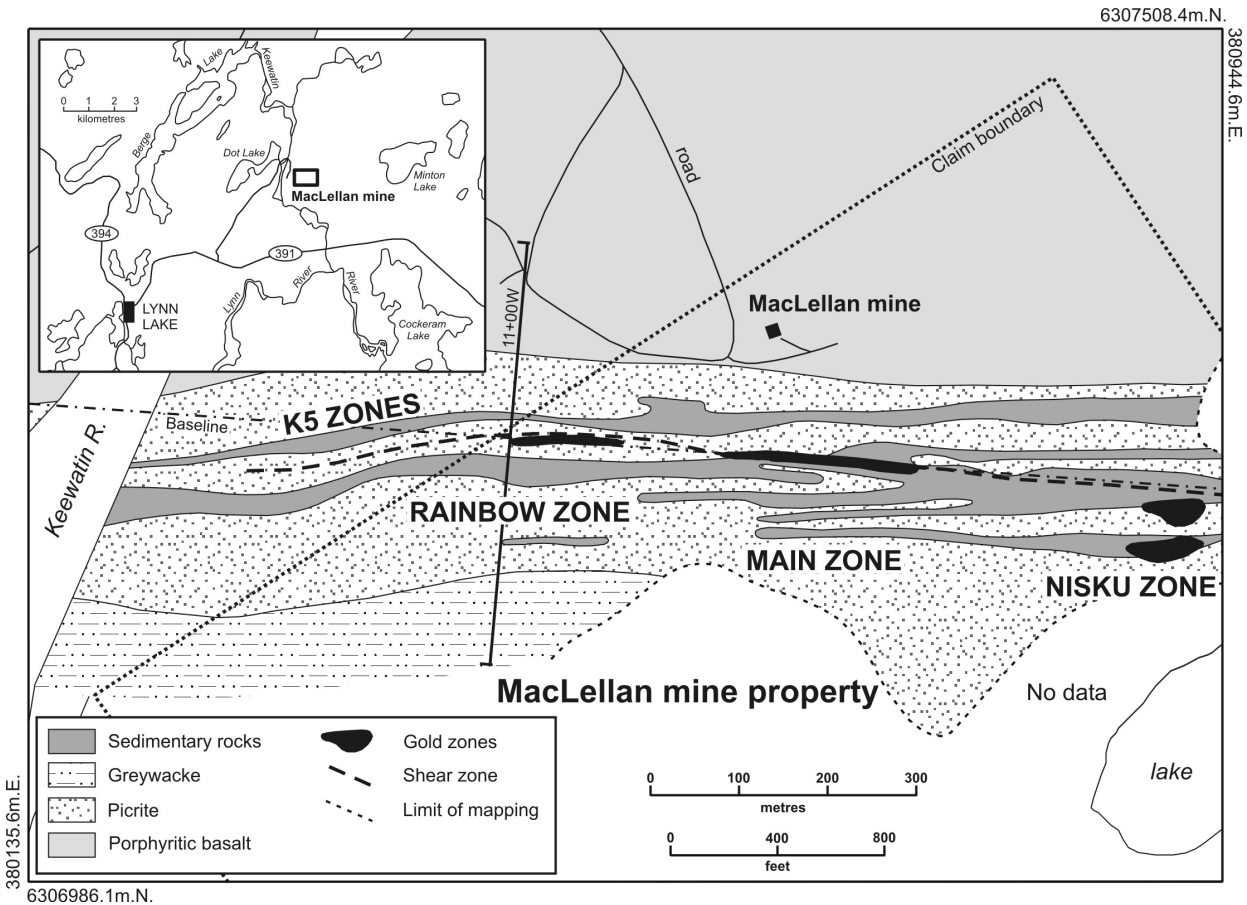 6307508.4m.N.
380944.6m.E.
Lake
Keewatin
0 1 2 3
kilometres
Berge
Dot Lake
Minton
Lake
MacLellan mine
394
391
LYNN
LAKE
Lynn
River
River
Cockeram
Lake
road
Claim boundary
11+00W
MacLellan mine
K5 ZONES
Baseline
Keewatin R.
RAINBOW ZONE
MAIN ZONE
NISKU ZONE
MacLellan mine property
No data
lake
Sedimentary rocks
Greywacke
Picrite
Porphyritic basalt
Gold zones
Shear zone
Limit of mapping
0 100 200 300
metres
0 400 800
feet
380135.6m.E.
6306986.1m.N.